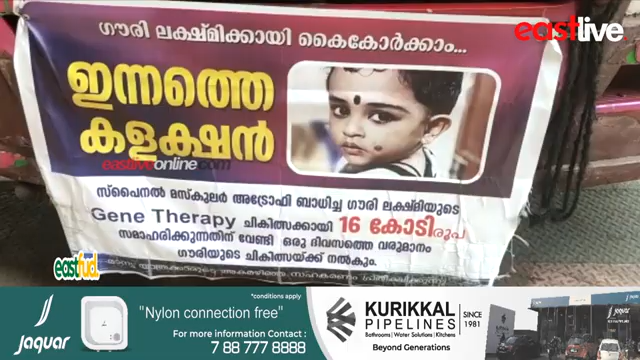 ഗൗരി ലക്ഷ്മിക്കായി കൈകോർക്കാം...
eastlive
ഇന്നത്തെ
കളക്ഷൻ
eastliveonline.com
സ്പൈനൽ മസ്കുലർ അട്രോഫി ബാധിച്ച ഗൗരി ലക്ഷ്മിയുടെ
Gene Therapy ചികിത്സക്കായി 16 കോടിരൂപ
സമാഹരിക്കുന്നതിന് വേണ്ടി ഒരു ദിവസത്തെ വരുമാനം
ഗൗരിയുടെ ചികിത്സയ്ക്ക് നൽകും.
eastfud
JAQUAR
*conditions apply
"Nylon connection free"
For more information Contact :
7 88 777 8888
KURIKKAL
PIPELINES
Bathrooms | Water Solutions | Kitchens
Beyond Generations
SINCE
1981